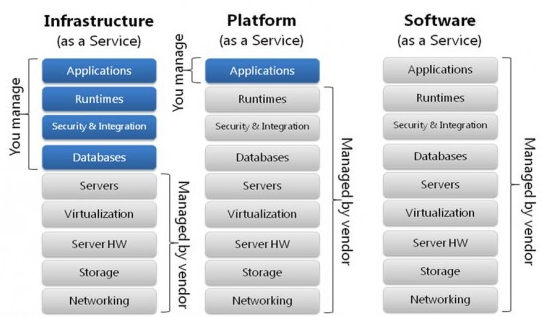 Infrastructure
(as a Service)
You manage
Applications
Runtimes
Security & Integration
Databases
Servers
Virtualization
Server HW
Storage
Networking
Managed by vendor
Platform
(as a Service)
You manage
Applications
Runtimes
Security & Integration
Databases
Servers
Virtualization
Server HW
Storage
Networking
Managed by vendor
Software
(as a Service)
Applications
Runtimes
Security & Integration
Databases
Servers
Virtualization
Server HW
Storage
Networking
Managed by vendor